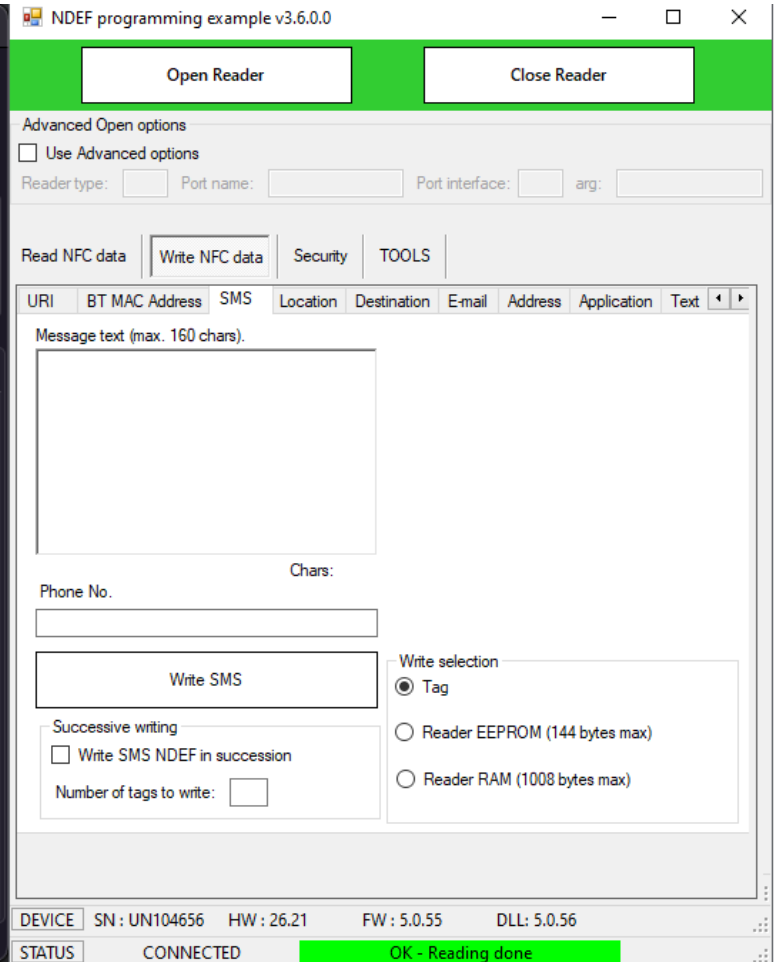 NDEF programming example v3.6.0.0
Open Reader
Close Reader
Advanced Open options
Use Advanced options
Reader type: Port name: Port interface: arg:
Read NFC data Write NFC data Security TOOLS
URI BT MAC Address SMS Location Destination E-mail Address Application Text
Message text (max. 160 chars).
Chars:
Phone No.
Write SMS
Successive writing
Write SMS NDEF in succession
Number of tags to write:
Write selection
Tag
Reader EEPROM (144 bytes max)
Reader RAM (1008 bytes max)
DEVICE SN : UN104656 HW : 26.21 FW : 5.0.55 DLL: 5.0.56
STATUS CONNECTED OK - Reading done